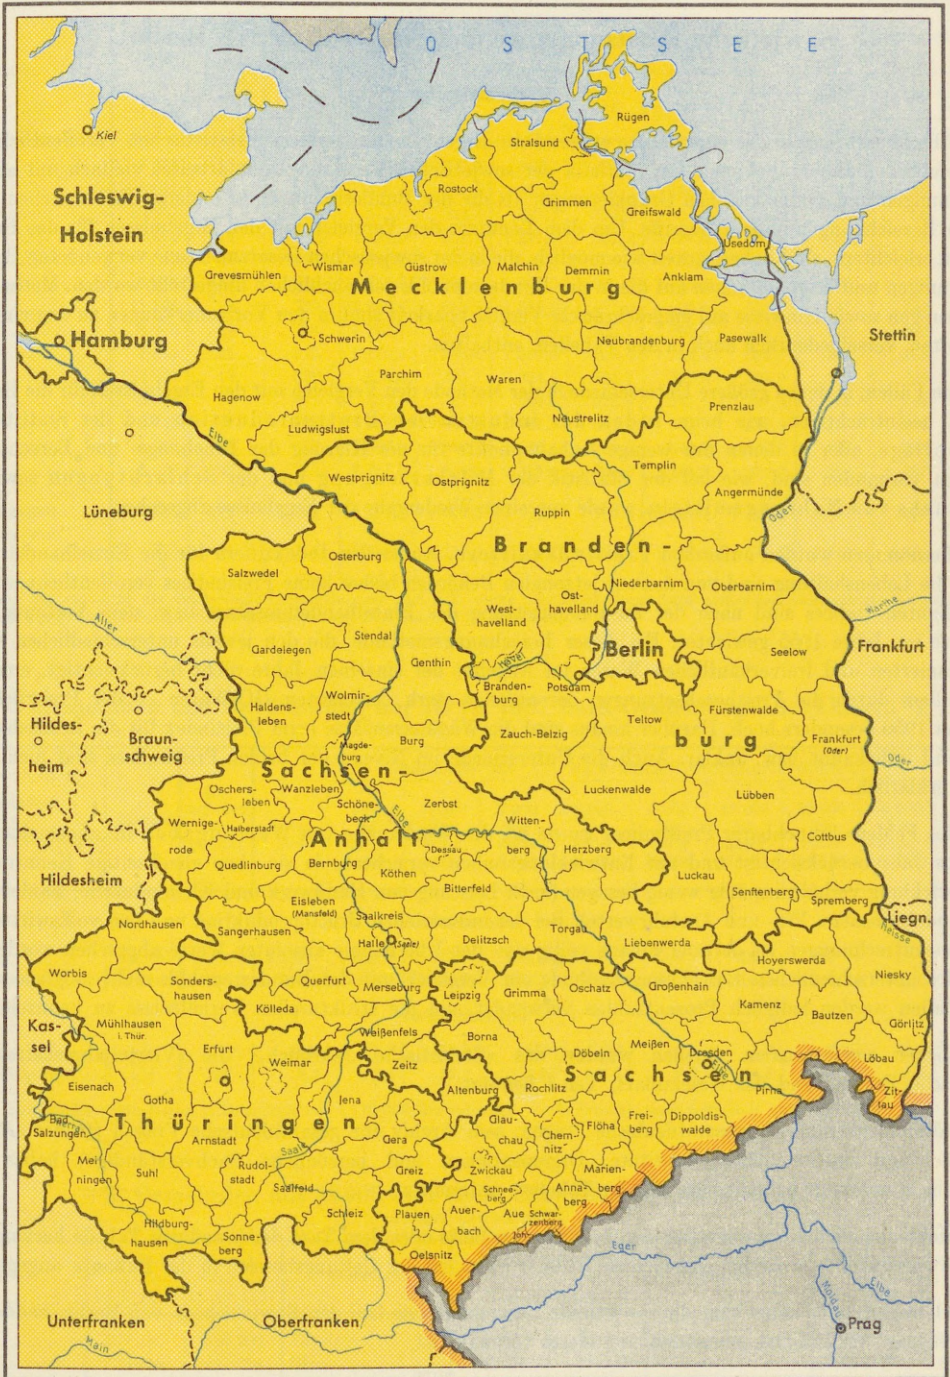 O S T S E E
Kiel
Rügen
Stralsund
Schleswig-
Holstein
Rostock
Grimmen
Greifswald
Usedom
Grevesmühlen
Wismar
Güstrow
Malchin
Demmin
Anklam
Mecklenburg
Hamburg
Schwerin
Neubrandenburg
Pasewalk
Stettin
Parchim
Waren
Hagenow
Neustrelitz
Prenzlau
Ludwigslust
Elbe
Westprignitz
Ostprignitz
Templin
Angermünde
Lüneburg
Ruppin
Oder
Branden-
Osterburg
Salzwedel
Niederbarnim
Oberbarnim
West-
havelland
Ost-
havelland
Warthe
Aller
Stendal
Gardelegen
Genthin
Havel
Berlin
Seelow
Frankfurt
Branden-
burg
Potsdam
Haldens-
leben
Wolmir-
stedt
Teltow
Fürstenwalde
Hildes-
heim
Braun-
schweig
Burg
Zauch-Belzig
burg
Frankfurt
(Oder)
Magde-
burg
Oder
Sachsen-
Oschers-
leben
Wanzleben
Schöne-
beck
Elbe
Zerbst
Luckenwalde
Lübben
Wernige-
rode
Halberstadt
Anhalt
Witten-
berg
Cottbus
Dessau
Herzberg
Quedlinburg
Bernburg
Köthen
Bitterfeld
Luckau
Hildesheim
Senftenberg
Spremberg
Eisleben
(Mansfeld)
Saalkreis
Liegn.
Nordhausen
Sangerhausen
Halle (Saale)
Delitzsch
Torgau
Liebenwerda
Neisse
Worbis
Sonders-
hausen
Querfurt
Merseburg
Hoyerswerda
Niesky
Kölleda
Leipzig
Grimma
Oschatz
Großenhain
Kamenz
Kas-
sel
Mühlhausen
i. Thür.
Weißenfels
Borna
Bautzen
Görlitz
Erfurt
Weimar
Zeitz
Döbeln
Meißen
Dresden
Elbe
Löbau
Eisenach
Gotha
Jena
Altenburg
Rochlitz
Sachsen
Pirna
Zit-
tau
Thüringen
Bad
Salzungen
Werra
Arnstadt
Gera
Glau-
chau
Chem-
nitz
Flöha
Frei-
berg
Dippoldis-
walde
Saale
Mei-
ningen
Suhl
Rudol-
stadt
Greiz
Zwickau
Marien-
berg
Saalfeld
Schnee-
berg
Anna-
berg
Schleiz
Plauen
Auer-
bach
Aue
Schwar-
zenberg
Joh.
Hildburg-
hausen
Sonne-
berg
Oelsnitz
Eger
Elbe
Moldau
Unterfranken
Oberfranken
Prag
Main